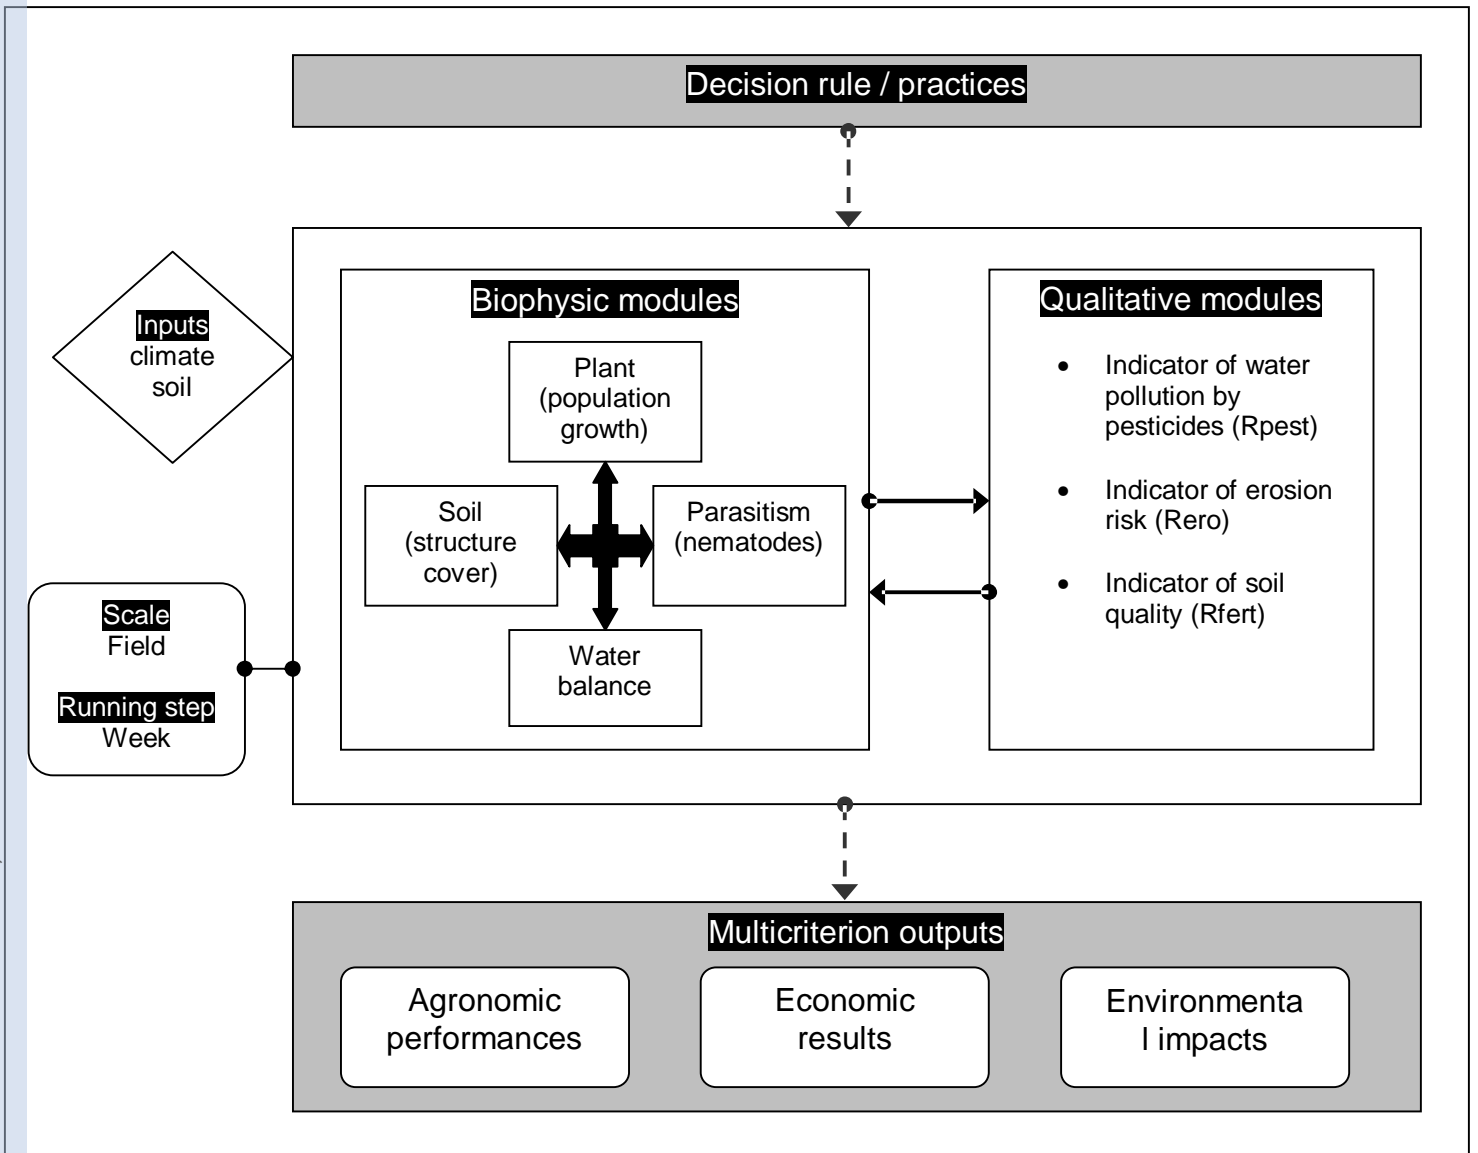 Decision rule / practices
Inputs
climate
soil
Biophysic modules
Plant
(population
growth)
Soil
(structure
cover)
Parasitism
(nematodes)
Water
balance
Qualitative modules
• Indicator of water
pollution by
pesticides (Rpest)
• Indicator of erosion
risk (Rero)
• Indicator of soil
quality (Rfert)
Scale
Field
Running step
Week
Multicriterion outputs
Agronomic
performances
Economic
results
Environmenta
l impacts